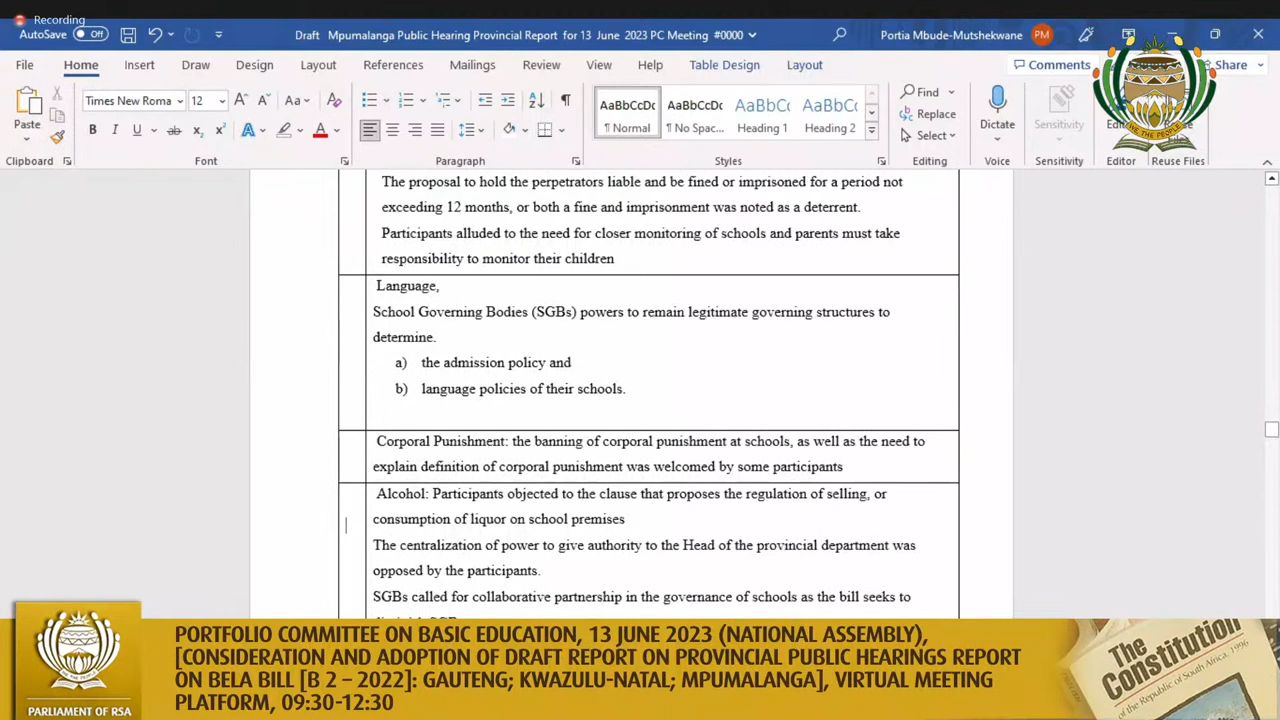 Recording
AutoSave Off
Draft Mpumalanga Public Hearing Provincial Report for 13 June 2023 PC Meeting #0000
Portia Mbude-Mutshekwane PM
File Home Insert Draw Design Layout References Mailings Review View Help Table Design Layout Comments Share
Times New Roma 12
Paste
AaBbCcDc AaBbCcDc AaBbCc AaBbCcC
¶ Normal ¶ No Spac... Heading 1 Heading 2
Find
Replace
Select
Dictate
Sensitivity
Clipboard Font Paragraph Styles Editing Voice Sensitivity Editor Reuse Files
WE THE PEOPLE
The proposal to hold the perpetrators liable and be fined or imprisoned for a period not
exceeding 12 months, or both a fine and imprisonment was noted as a deterrent.
Participants alluded to the need for closer monitoring of schools and parents must take
responsibility to monitor their children
Language,
School Governing Bodies (SGBs) powers to remain legitimate governing structures to
determine.
a) the admission policy and
b) language policies of their schools.
Corporal Punishment: the banning of corporal punishment at schools, as well as the need to
explain definition of corporal punishment was welcomed by some participants
Alcohol: Participants objected to the clause that proposes the regulation of selling, or
consumption of liquor on school premises
The centralization of power to give authority to the Head of the provincial department was
opposed by the participants.
SGBs called for collaborative partnership in the governance of schools as the bill seeks to
PORTFOLIO COMMITTEE ON BASIC EDUCATION, 13 JUNE 2023 (NATIONAL ASSEMBLY),
[CONSIDERATION AND ADOPTION OF DRAFT REPORT ON PROVINCIAL PUBLIC HEARINGS REPORT
ON BELA BILL [B 2 – 2022]: GAUTENG; KWAZULU-NATAL; MPUMALANGA], VIRTUAL MEETING
PLATFORM, 09:30-12:30
PARLIAMENT OF RSA
The
Constitution
of the Republic of South Africa, 1996